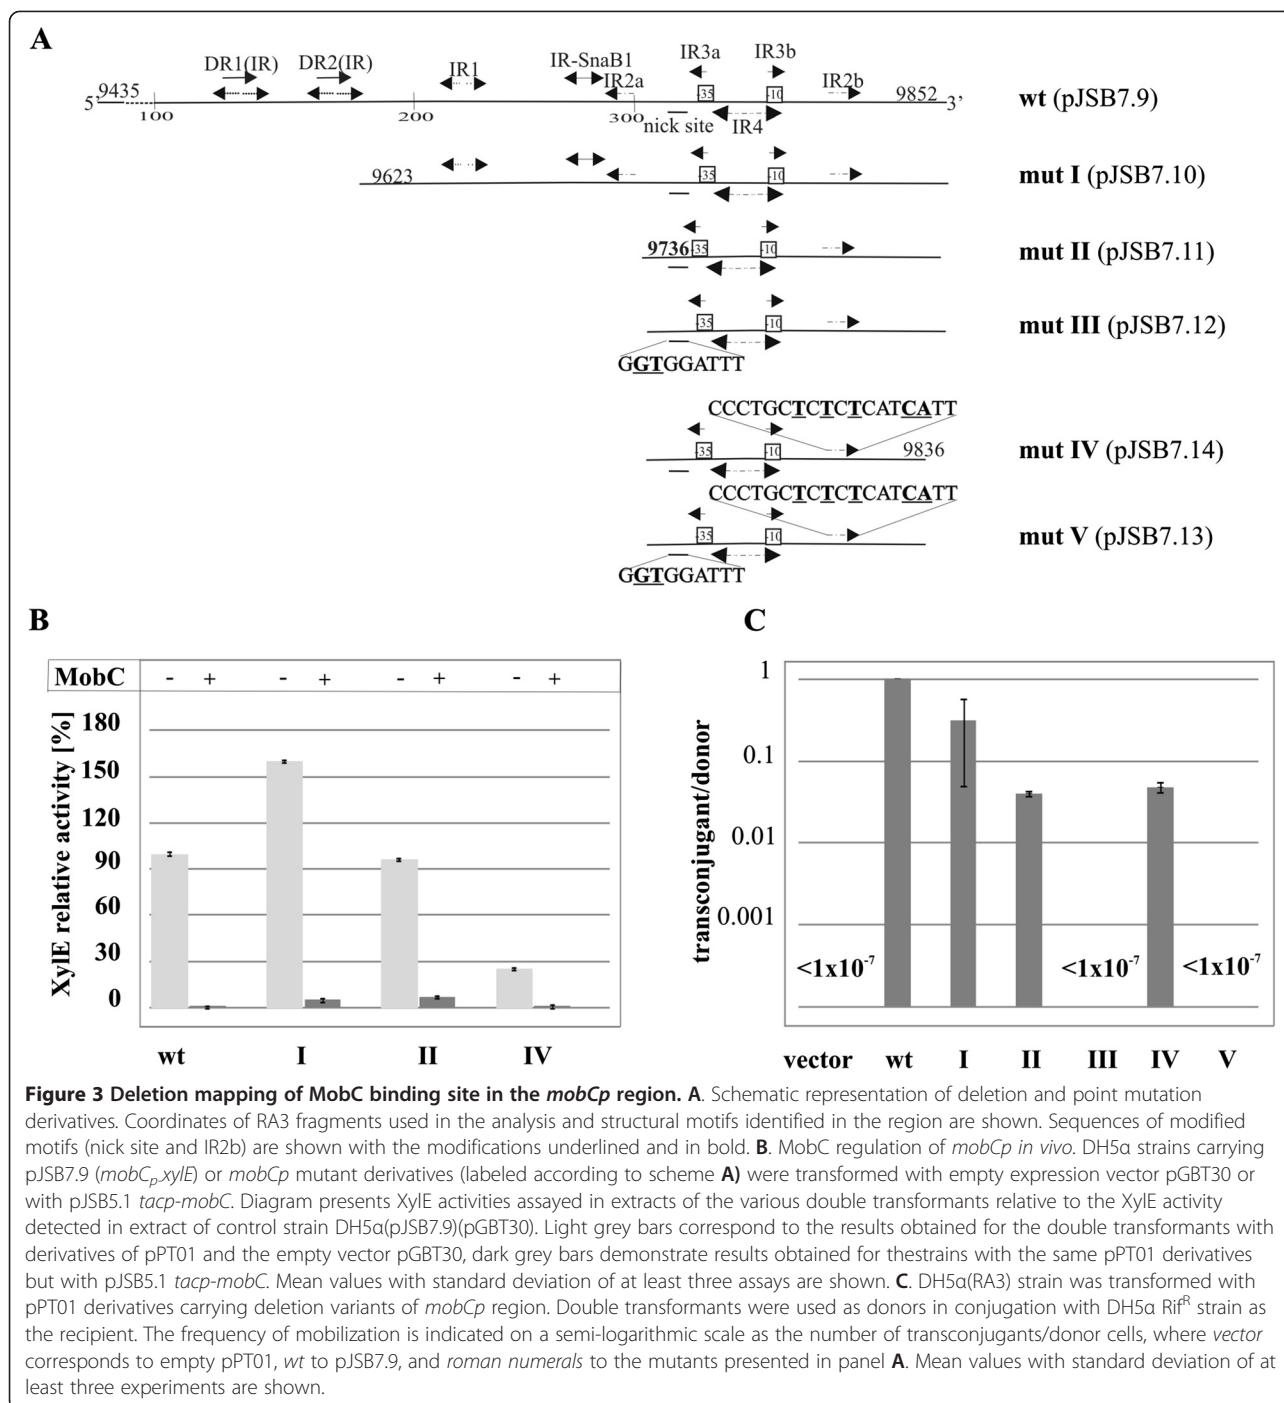 A
DR1(IR) DR2(IR) IR1 IR-SnaB1 IR2a IR3a IR3b IR2b
5' 9435 -35 -10 9852 3' wt (pJSB7.9)
100 200 300 nick site IR4
9623 -35 -10 mut I (pJSB7.10)
9736 -35 -10 mut II (pJSB7.11)
-35 -10 mut III (pJSB7.12)
GGTGGATTT
CCCTGCTCTCTCATCATT
-35 -10 9836 mut IV (pJSB7.14)
CCCTGCTCTCTCATCATT
-35 -10 mut V (pJSB7.13)
GGTGGATTT
B
MobC - + - + - + - +
XylE relative activity [%]
180
150
120
90
60
30
0
wt I II IV
C
transconjugant/donor
1
0.1
0.01
0.001
<1x10⁻⁷ <1x10⁻⁷ <1x10⁻⁷
vector wt I II III IV V
Figure 3 Deletion mapping of MobC binding site in the mobCp region. A. Schematic representation of deletion and point mutation
derivatives. Coordinates of RA3 fragments used in the analysis and structural motifs identified in the region are shown. Sequences of modified
motifs (nick site and IR2b) are shown with the modifications underlined and in bold. B. MobC regulation of mobCp in vivo. DH5α strains carrying
pJSB7.9 (mobCp-xylE) or mobCp mutant derivatives (labeled according to scheme A) were transformed with empty expression vector pGBT30 or
with pJSB5.1 tacp-mobC. Diagram presents XylE activities assayed in extracts of the various double transformants relative to the XylE activity
detected in extract of control strain DH5α(pJSB7.9)(pGBT30). Light grey bars correspond to the results obtained for the double transformants with
derivatives of pPT01 and the empty vector pGBT30, dark grey bars demonstrate results obtained for thestrains with the same pPT01 derivatives
but with pJSB5.1 tacp-mobC. Mean values with standard deviation of at least three assays are shown. C. DH5α(RA3) strain was transformed with
pPT01 derivatives carrying deletion variants of mobCp region. Double transformants were used as donors in conjugation with DH5α Rifᴿ strain as
the recipient. The frequency of mobilization is indicated on a semi-logarithmic scale as the number of transconjugants/donor cells, where vector
corresponds to empty pPT01, wt to pJSB7.9, and roman numerals to the mutants presented in panel A. Mean values with standard deviation of at
least three experiments are shown.